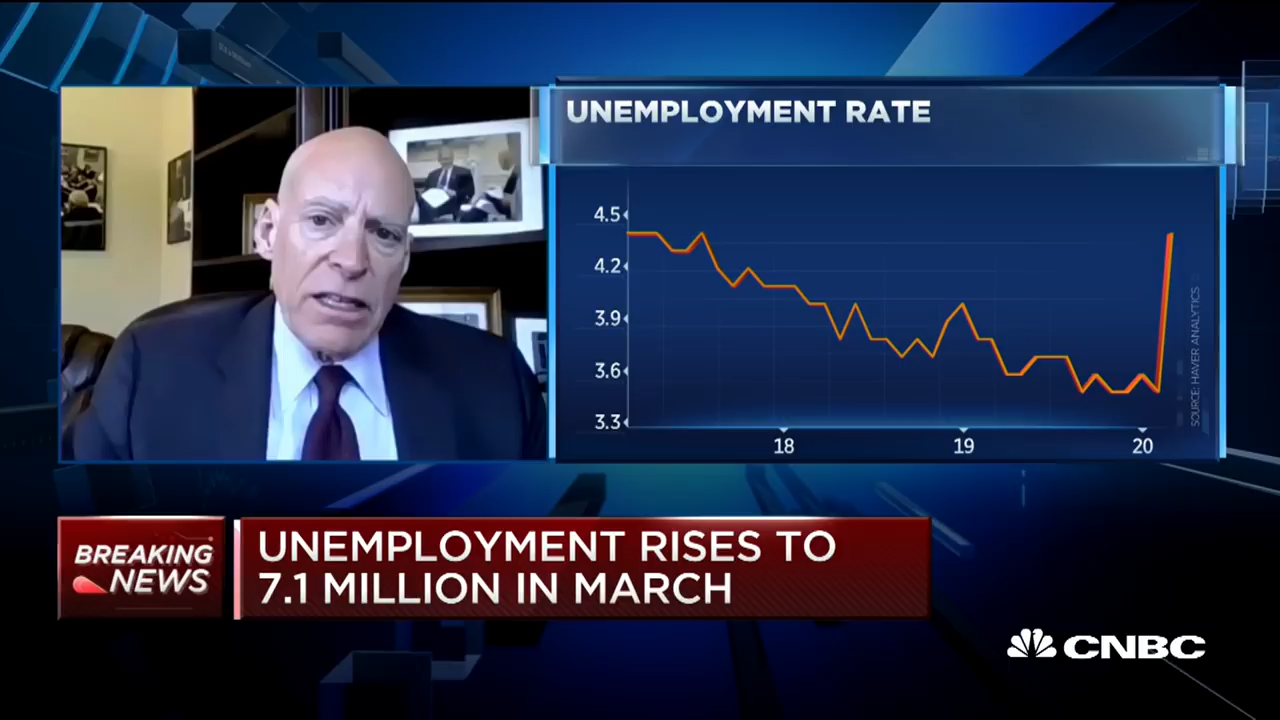 UNEMPLOYMENT RATE
4.5
4.2
3.9
3.6
3.3
18
19
20
SOURCE: HAVER ANALYTICS
BREAKING
NEWS
UNEMPLOYMENT RISES TO
7.1 MILLION IN MARCH
CNBC